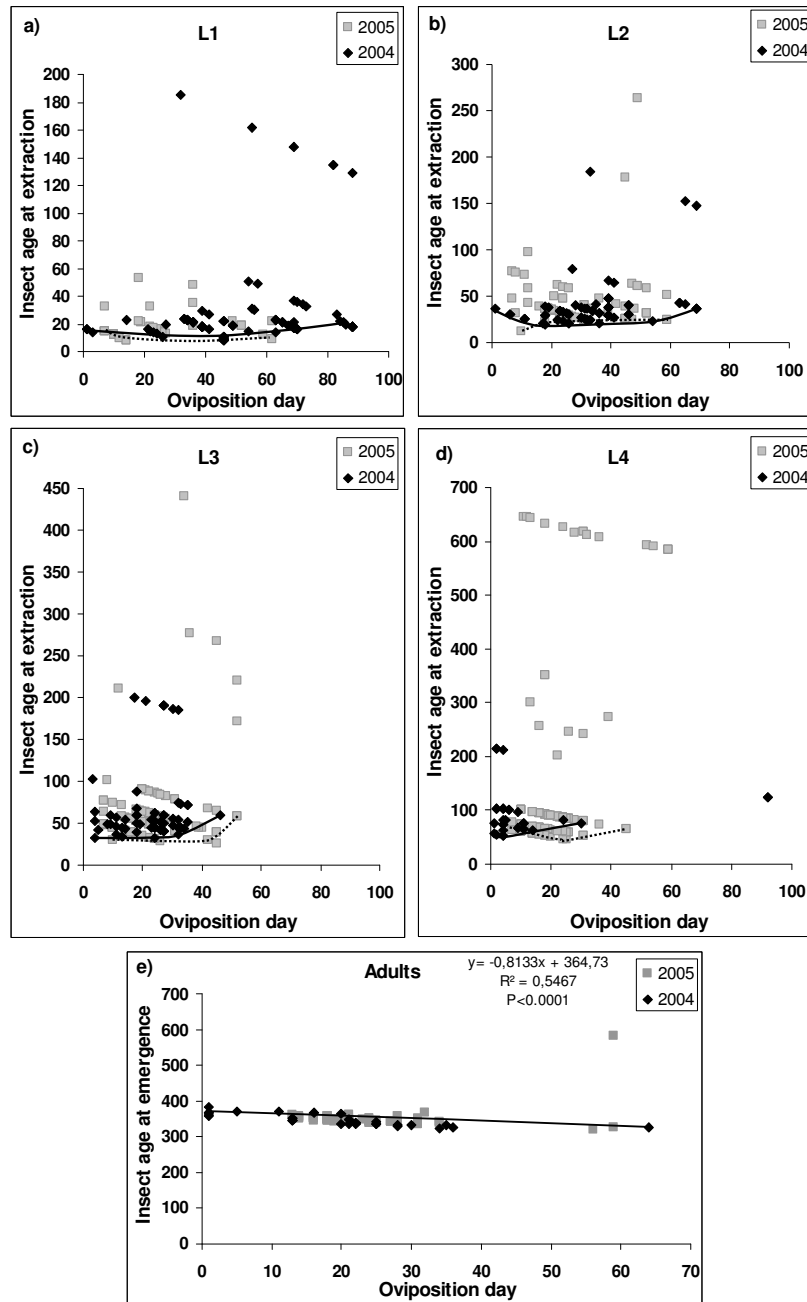 a)
L1
2005
2004
Insect age at extraction
200
180
160
140
120
100
80
60
40
20
0
0 20 40 60 80 100
Oviposition day
b)
L2
2005
2004
Insect age at extraction
300
250
200
150
100
50
0
0 20 40 60 80 100
Oviposition day
c)
L3
2005
2004
Insect age at extraction
450
400
350
300
250
200
150
100
50
0
0 20 40 60 80 100
Oviposition day
d)
L4
2005
2004
Insect age at extraction
700
600
500
400
300
200
100
0
0 20 40 60 80 100
Oviposition day
e)
Adults
y= -0,8133x + 364,73
R² = 0,5467
P<0.0001
2005
2004
Insect age at emergence
700
600
500
400
300
200
100
0
0 10 20 30 40 50 60 70
Oviposition day